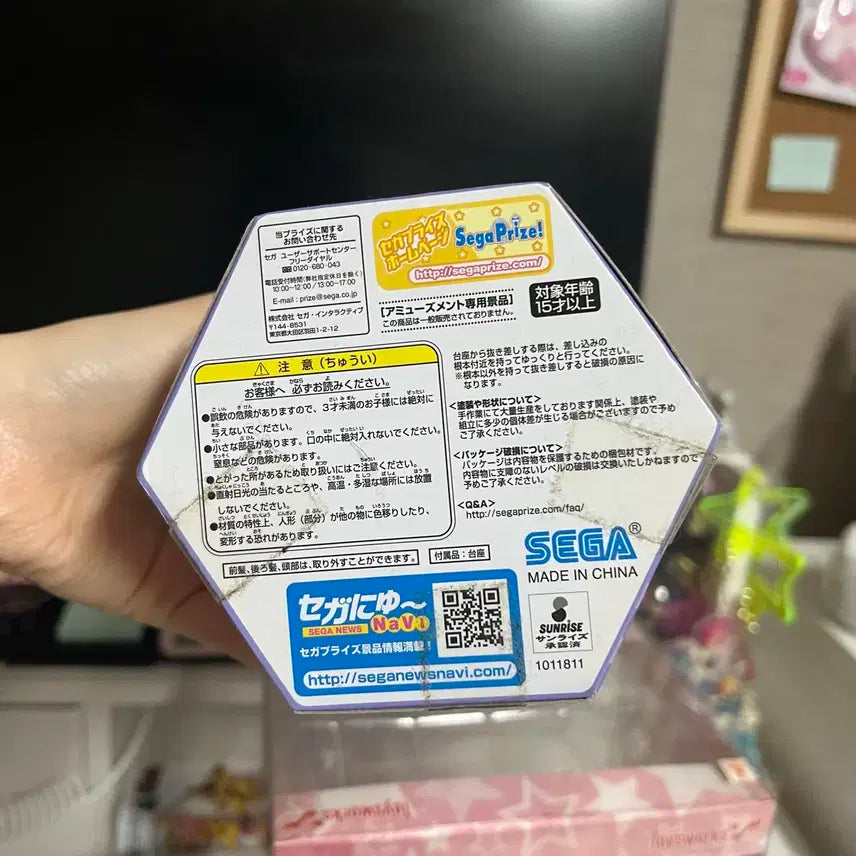 当プライズに関する
お問い合わせ先
セガ ユーザーサポートセンター
フリーダイヤル
0120-680-043
電話受付時間(弊社指定休日を除く)
10:00~12:00 / 13:00~17:00
E-mail : prize@sega.co.jp
株式会社 セガ・インタラクティブ
〒144-8531
東京都大田区羽田1-2-12
セガプライズ
ホームページ
Sega Prize!
http://segaprize.com/
[アミューズメント専用景品]
この商品は一般販売されておりません。
対象年齢
15才以上
⚠ 注 意 (ちゅうい)
お客様へ 必ずお読みください。
●誤飲の危険がありますので、3才未満のお子様には絶対に
与えないでください。
●小さな部品があります。口の中に絶対入れないでください。
窒息などの危険があります。
●とがった所があるため取り扱いにはご注意ください。
●直射日光の当たるところや、高温・多湿な場所には放置
しないでください。
●材質の特性上、人形(部分)が他の物に色移りしたり、
変形する恐れがあります。
前髪、後ろ髪、頭部は、取り外すことができます。
付属品：台座
台座から抜き差しする際は、差し込みの
根本付近を持ってゆっくりと行ってください。
※根本以外を持って抜き差しすると破損の原因に
なります。
<塗装や形状について>
手作業にて大量生産をしております関係上、塗装や
組立に多少の個体差が生じる場合がございますので予め
ご了承ください。
<パッケージ破損について>
パッケージは内容物を保護するための梱包材です。
内容物に支障のないレベルの破損は交換いたしかねますので
予めご了承ください。
<Q&A>
http://segaprize.com/faq/
SEGA®
MADE IN CHINA
セガにゅ～
SEGA NEWS NaVi
セガプライズ景品情報満載!
http://seganewsnavi.com/
SUNRISE
サンライズ
承認済
1011811